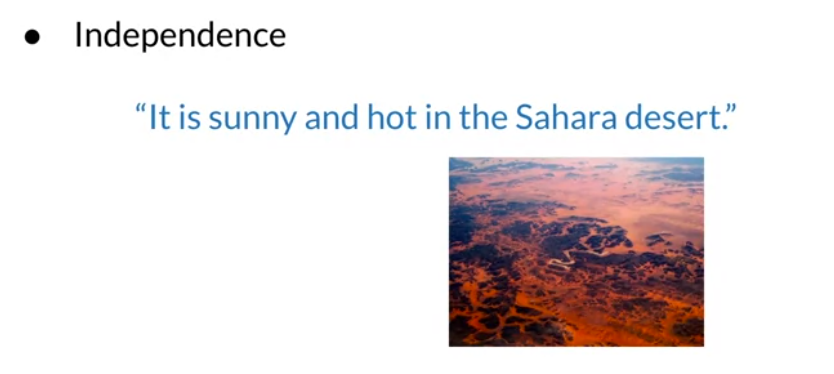 ● Independence
“It is sunny and hot in the Sahara desert.”